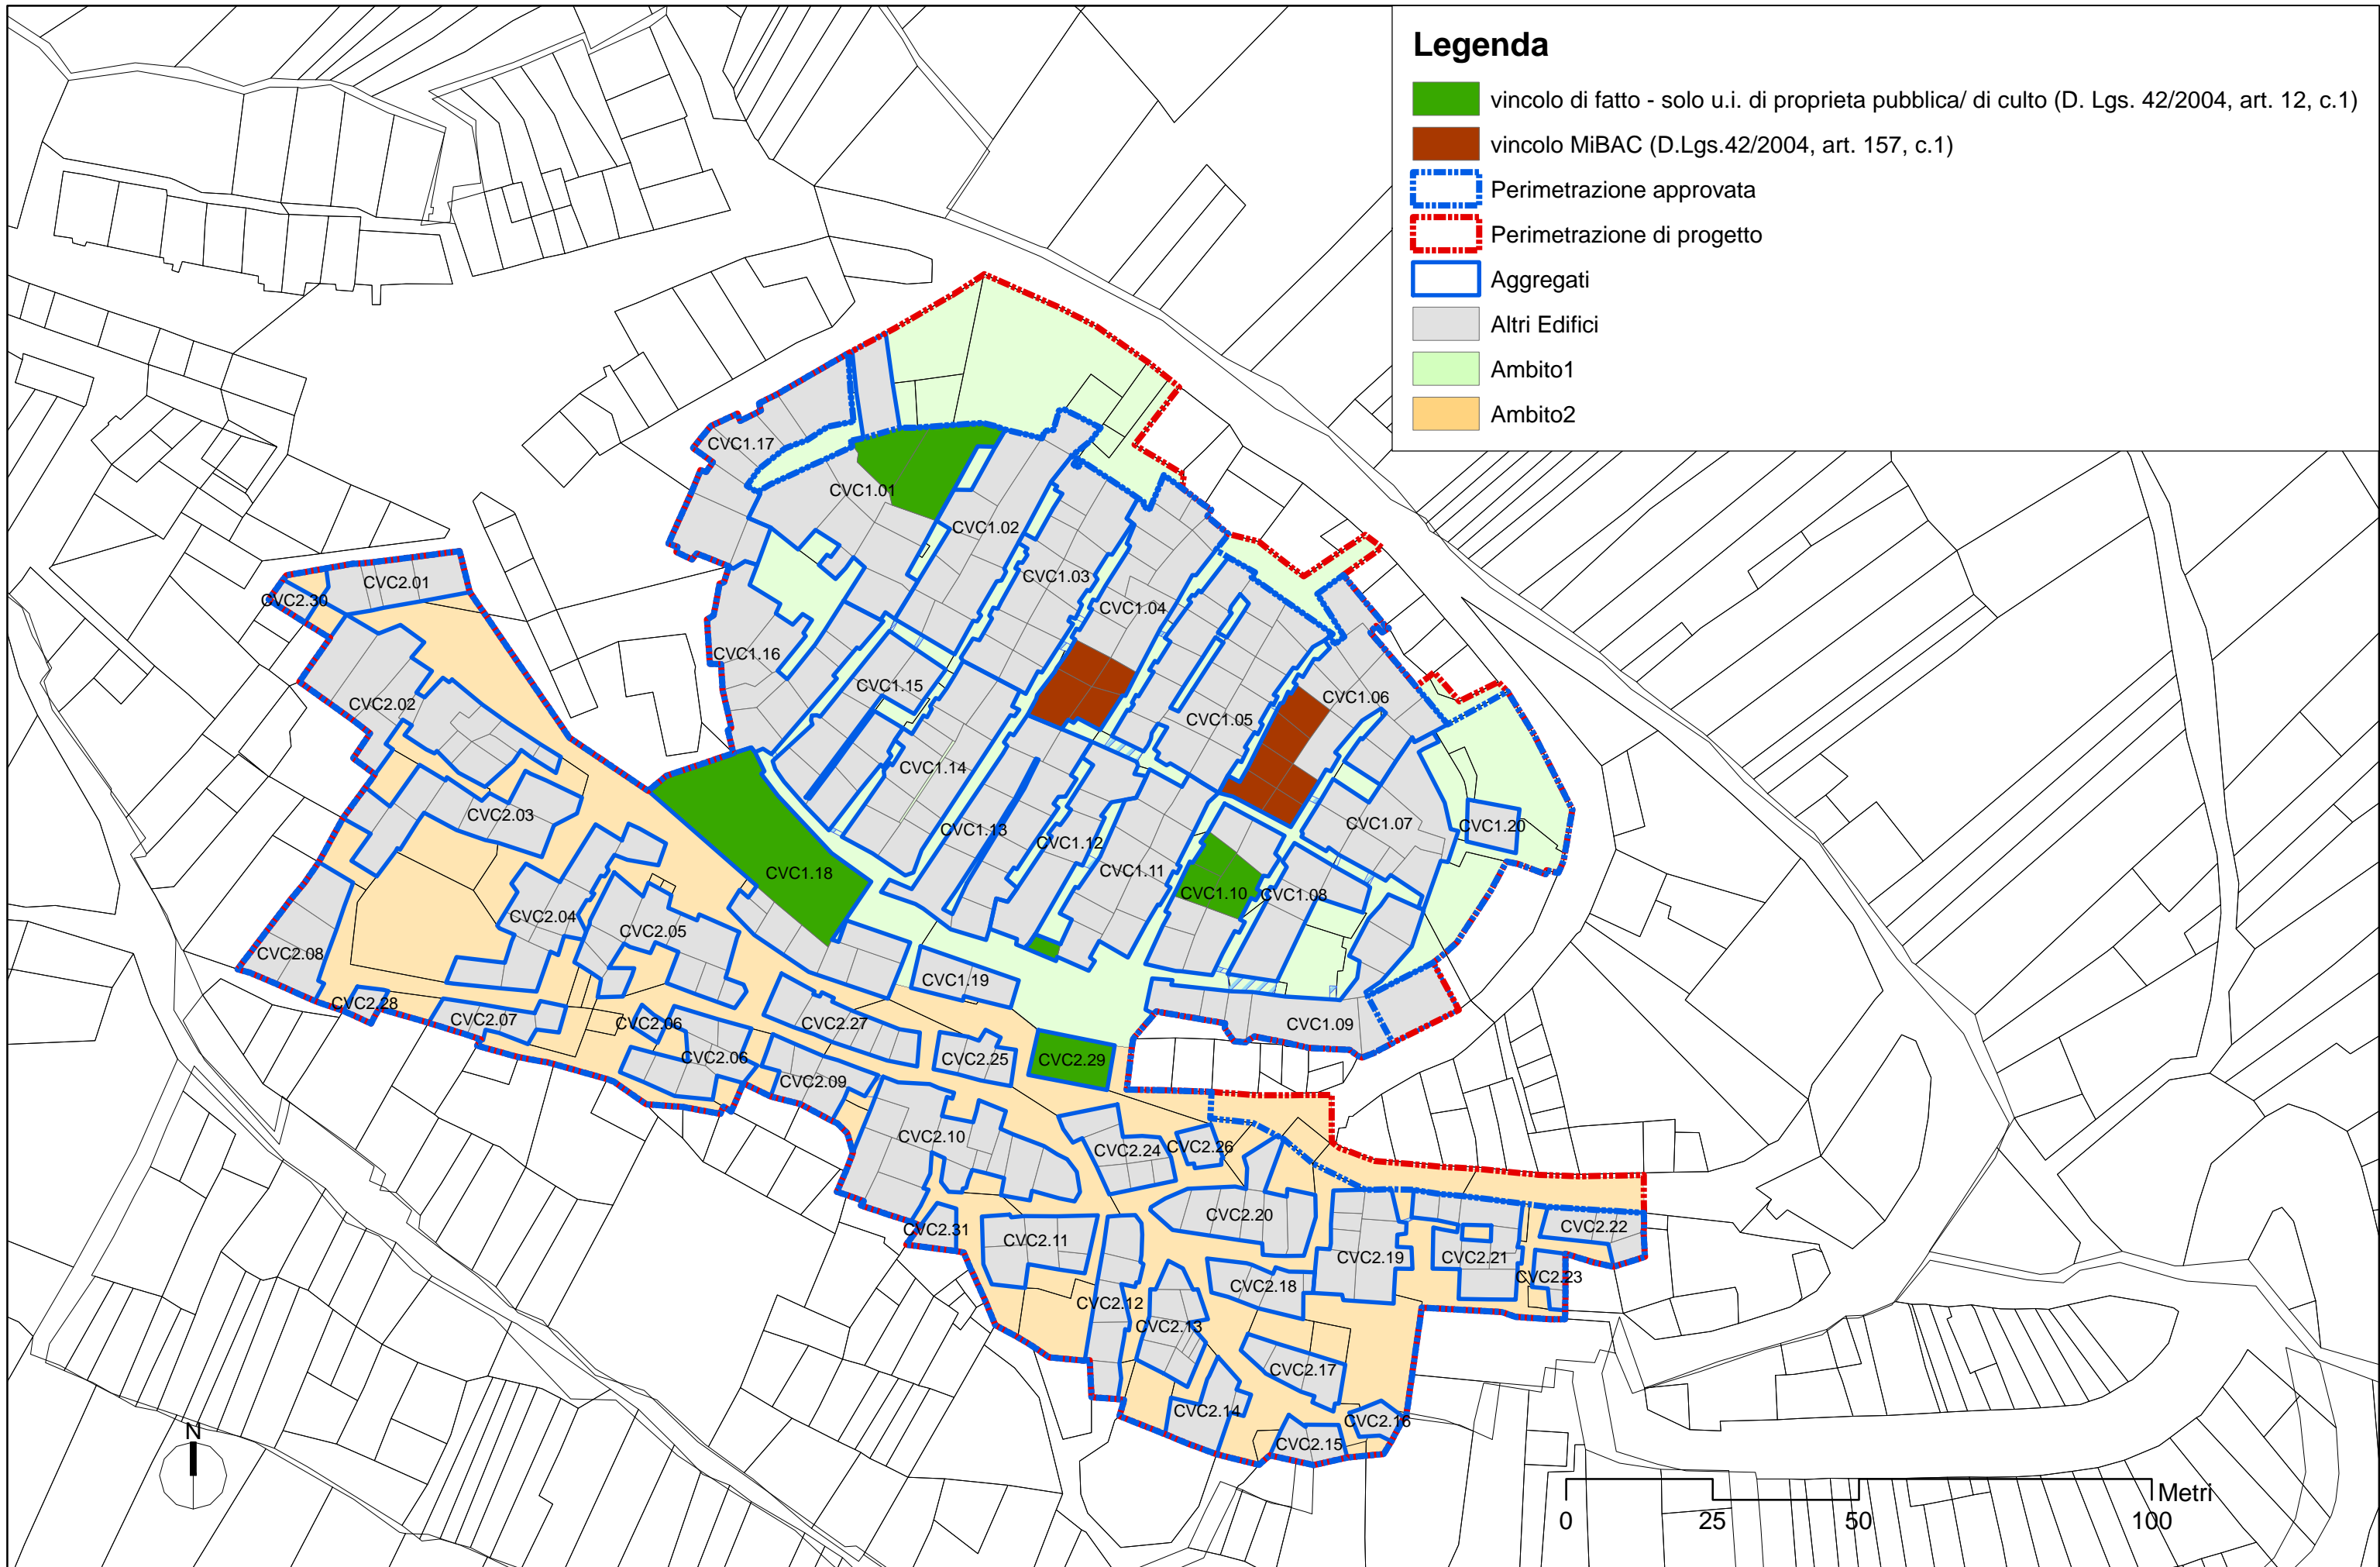 Legenda
vincolo di fatto - solo u.i. di proprieta pubblica/ di culto (D. Lgs. 42/2004, art. 12, c.1)
vincolo MiBAC (D.Lgs.42/2004, art. 157, c.1)
Perimetrazione approvata
Perimetrazione di progetto
Aggregati
Altri Edifici
Ambito1
Ambito2
CVC1.17
CVC1.01
CVC1.02
CVC1.03
CVC1.04
CVC2.01
CVC2.30
CVC1.16
CVC1.15
CVC1.06
CVC2.02
CVC1.05
CVC1.14
CVC2.03
CVC1.13
CVC1.12
CVC1.07
CVC1.20
CVC1.18
CVC1.11
CVC1.10
CVC1.08
CVC2.04
CVC2.05
CVC2.08
CVC1.19
CVC2.28
CVC2.07
CVC2.06
CVC2.27
CVC1.09
CVC2.06
CVC2.25
CVC2.29
CVC2.09
CVC2.10
CVC2.24
CVC2.26
CVC2.31
CVC2.20
CVC2.22
CVC2.11
CVC2.19
CVC2.21
CVC2.23
CVC2.18
CVC2.12
CVC2.13
CVC2.17
CVC2.14
CVC2.16
CVC2.15
N
Metri
0 25 50 100